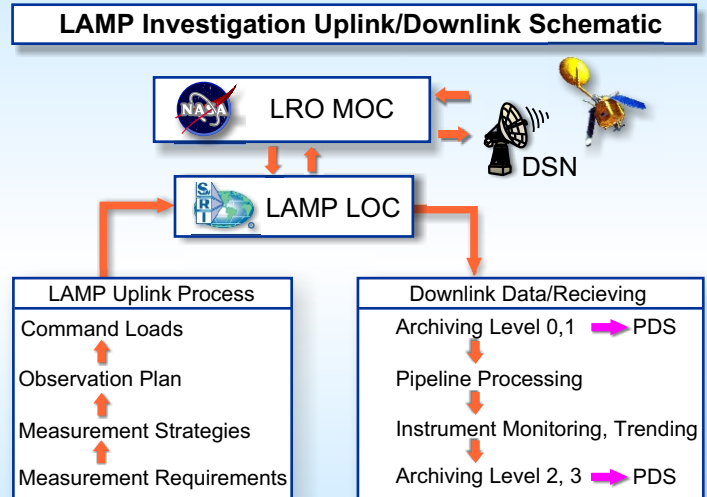 LAMP Investigation Uplink/Downlink Schematic
NASA
LRO MOC
DSN
SRI
LAMP LOC
LAMP Uplink Process
Command Loads
Observation Plan
Measurement Strategies
Measurement Requirements
Downlink Data/Recieving
Archiving Level 0,1
PDS
Pipeline Processing
Instrument Monitoring, Trending
Archiving Level 2, 3
PDS